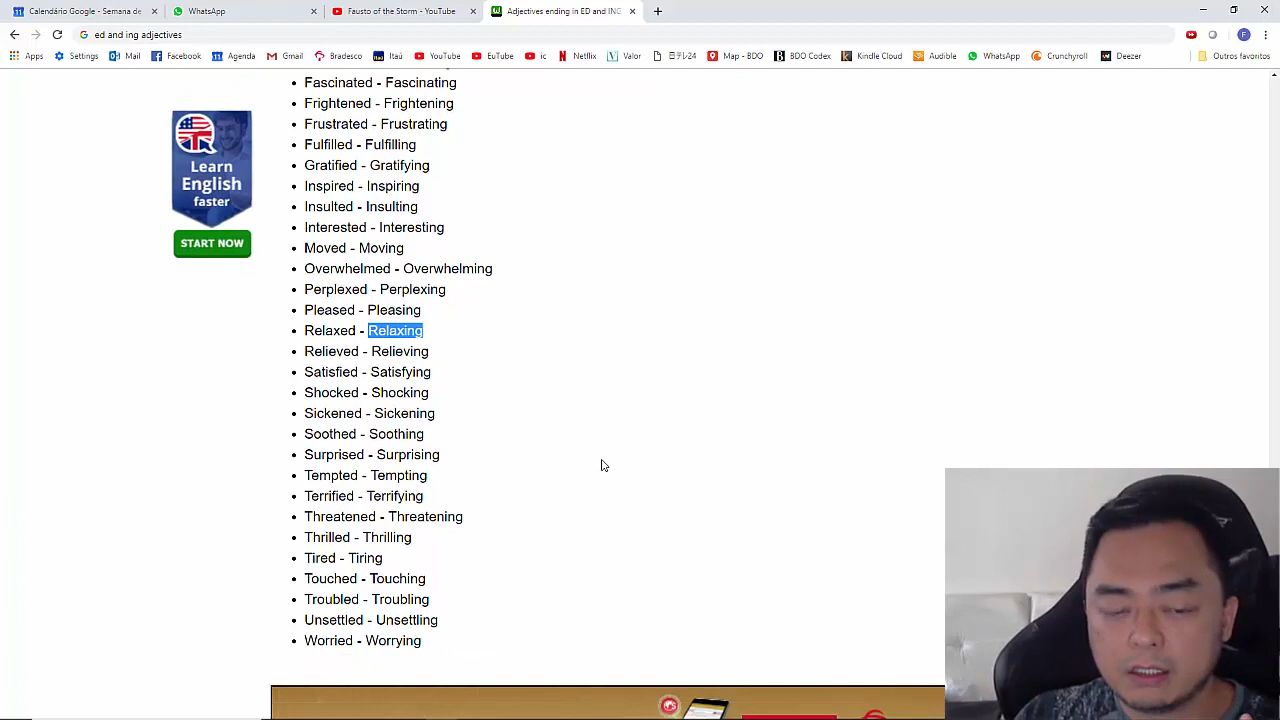 Calendário Google - Semana de
WhatsApp
Fausto of the Storm - YouTube
Adjectives ending in ED and ING
ed and ing adjectives
Apps
Settings
Mail
Facebook
Agenda
Gmail
Bradesco
Itaú
YouTube
EuTube
ic
Netflix
Valor
Map - BDO
BDO Codex
Kindle Cloud
Audible
WhatsApp
Crunchyroll
Deezer
Outros favoritos
Learn
English
faster
START NOW
Fascinated - Fascinating
Frightened - Frightening
Frustrated - Frustrating
Fulfilled - Fulfilling
Gratified - Gratifying
Inspired - Inspiring
Insulted - Insulting
Interested - Interesting
Moved - Moving
Overwhelmed - Overwhelming
Perplexed - Perplexing
Pleased - Pleasing
Relaxed - Relaxing
Relieved - Relieving
Satisfied - Satisfying
Shocked - Shocking
Sickened - Sickening
Soothed - Soothing
Surprised - Surprising
Tempted - Tempting
Terrified - Terrifying
Threatened - Threatening
Thrilled - Thrilling
Tired - Tiring
Touched - Touching
Troubled - Troubling
Unsettled - Unsettling
Worried - Worrying